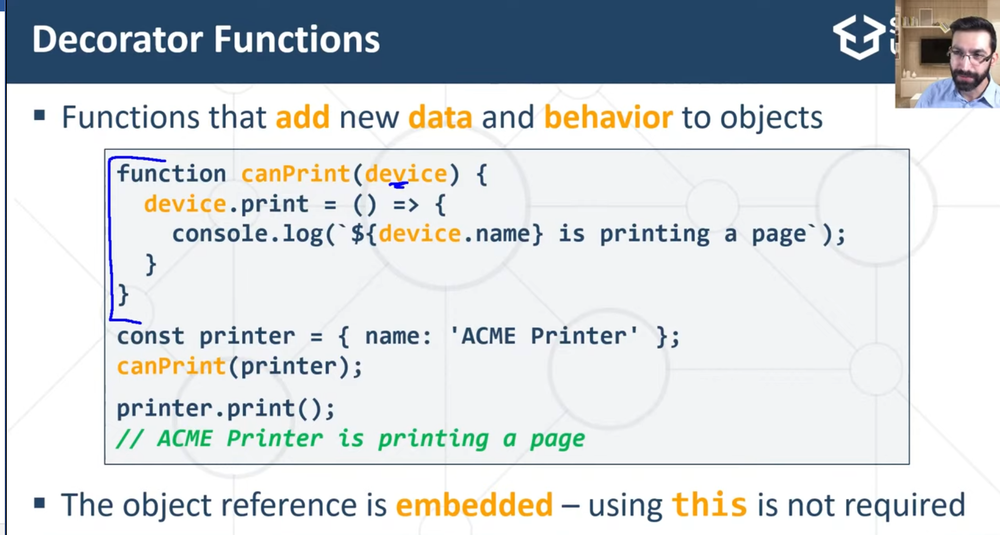 Decorator Functions
▪ Functions that add new data and behavior to objects
function canPrint(device) {
  device.print = () => {
    console.log(`${device.name} is printing a page`);
  }
}
const printer = { name: 'ACME Printer' };
canPrint(printer);
printer.print();
// ACME Printer is printing a page
▪ The object reference is embedded – using this is not required